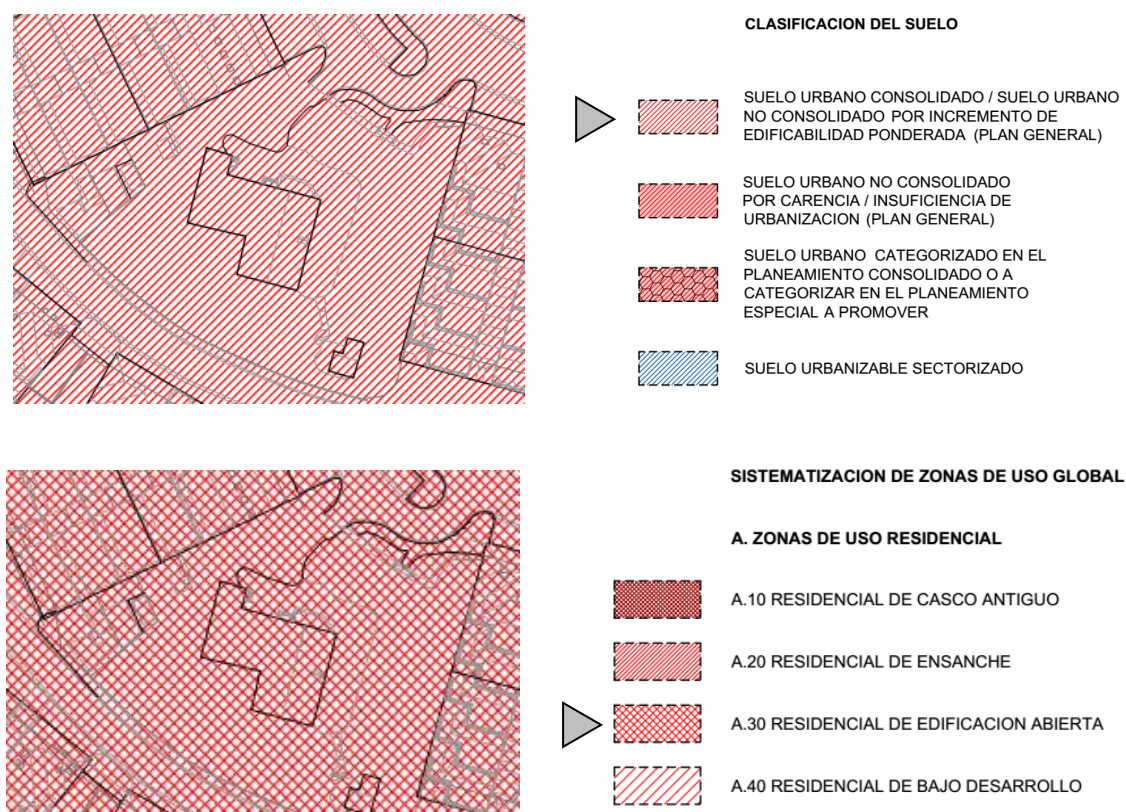 CLASIFICACION DEL SUELO
SUELO URBANO CONSOLIDADO / SUELO URBANO
NO CONSOLIDADO POR INCREMENTO DE
EDIFICABILIDAD PONDERADA (PLAN GENERAL)
SUELO URBANO NO CONSOLIDADO
POR CARENCIA / INSUFICIENCIA DE
URBANIZACION (PLAN GENERAL)
SUELO URBANO CATEGORIZADO EN EL
PLANEAMIENTO CONSOLIDADO O A
CATEGORIZAR EN EL PLANEAMIENTO
ESPECIAL A PROMOVER
SUELO URBANIZABLE SECTORIZADO
SISTEMATIZACION DE ZONAS DE USO GLOBAL
A. ZONAS DE USO RESIDENCIAL
A.10 RESIDENCIAL DE CASCO ANTIGUO
A.20 RESIDENCIAL DE ENSANCHE
A.30 RESIDENCIAL DE EDIFICACION ABIERTA
A.40 RESIDENCIAL DE BAJO DESARROLLO